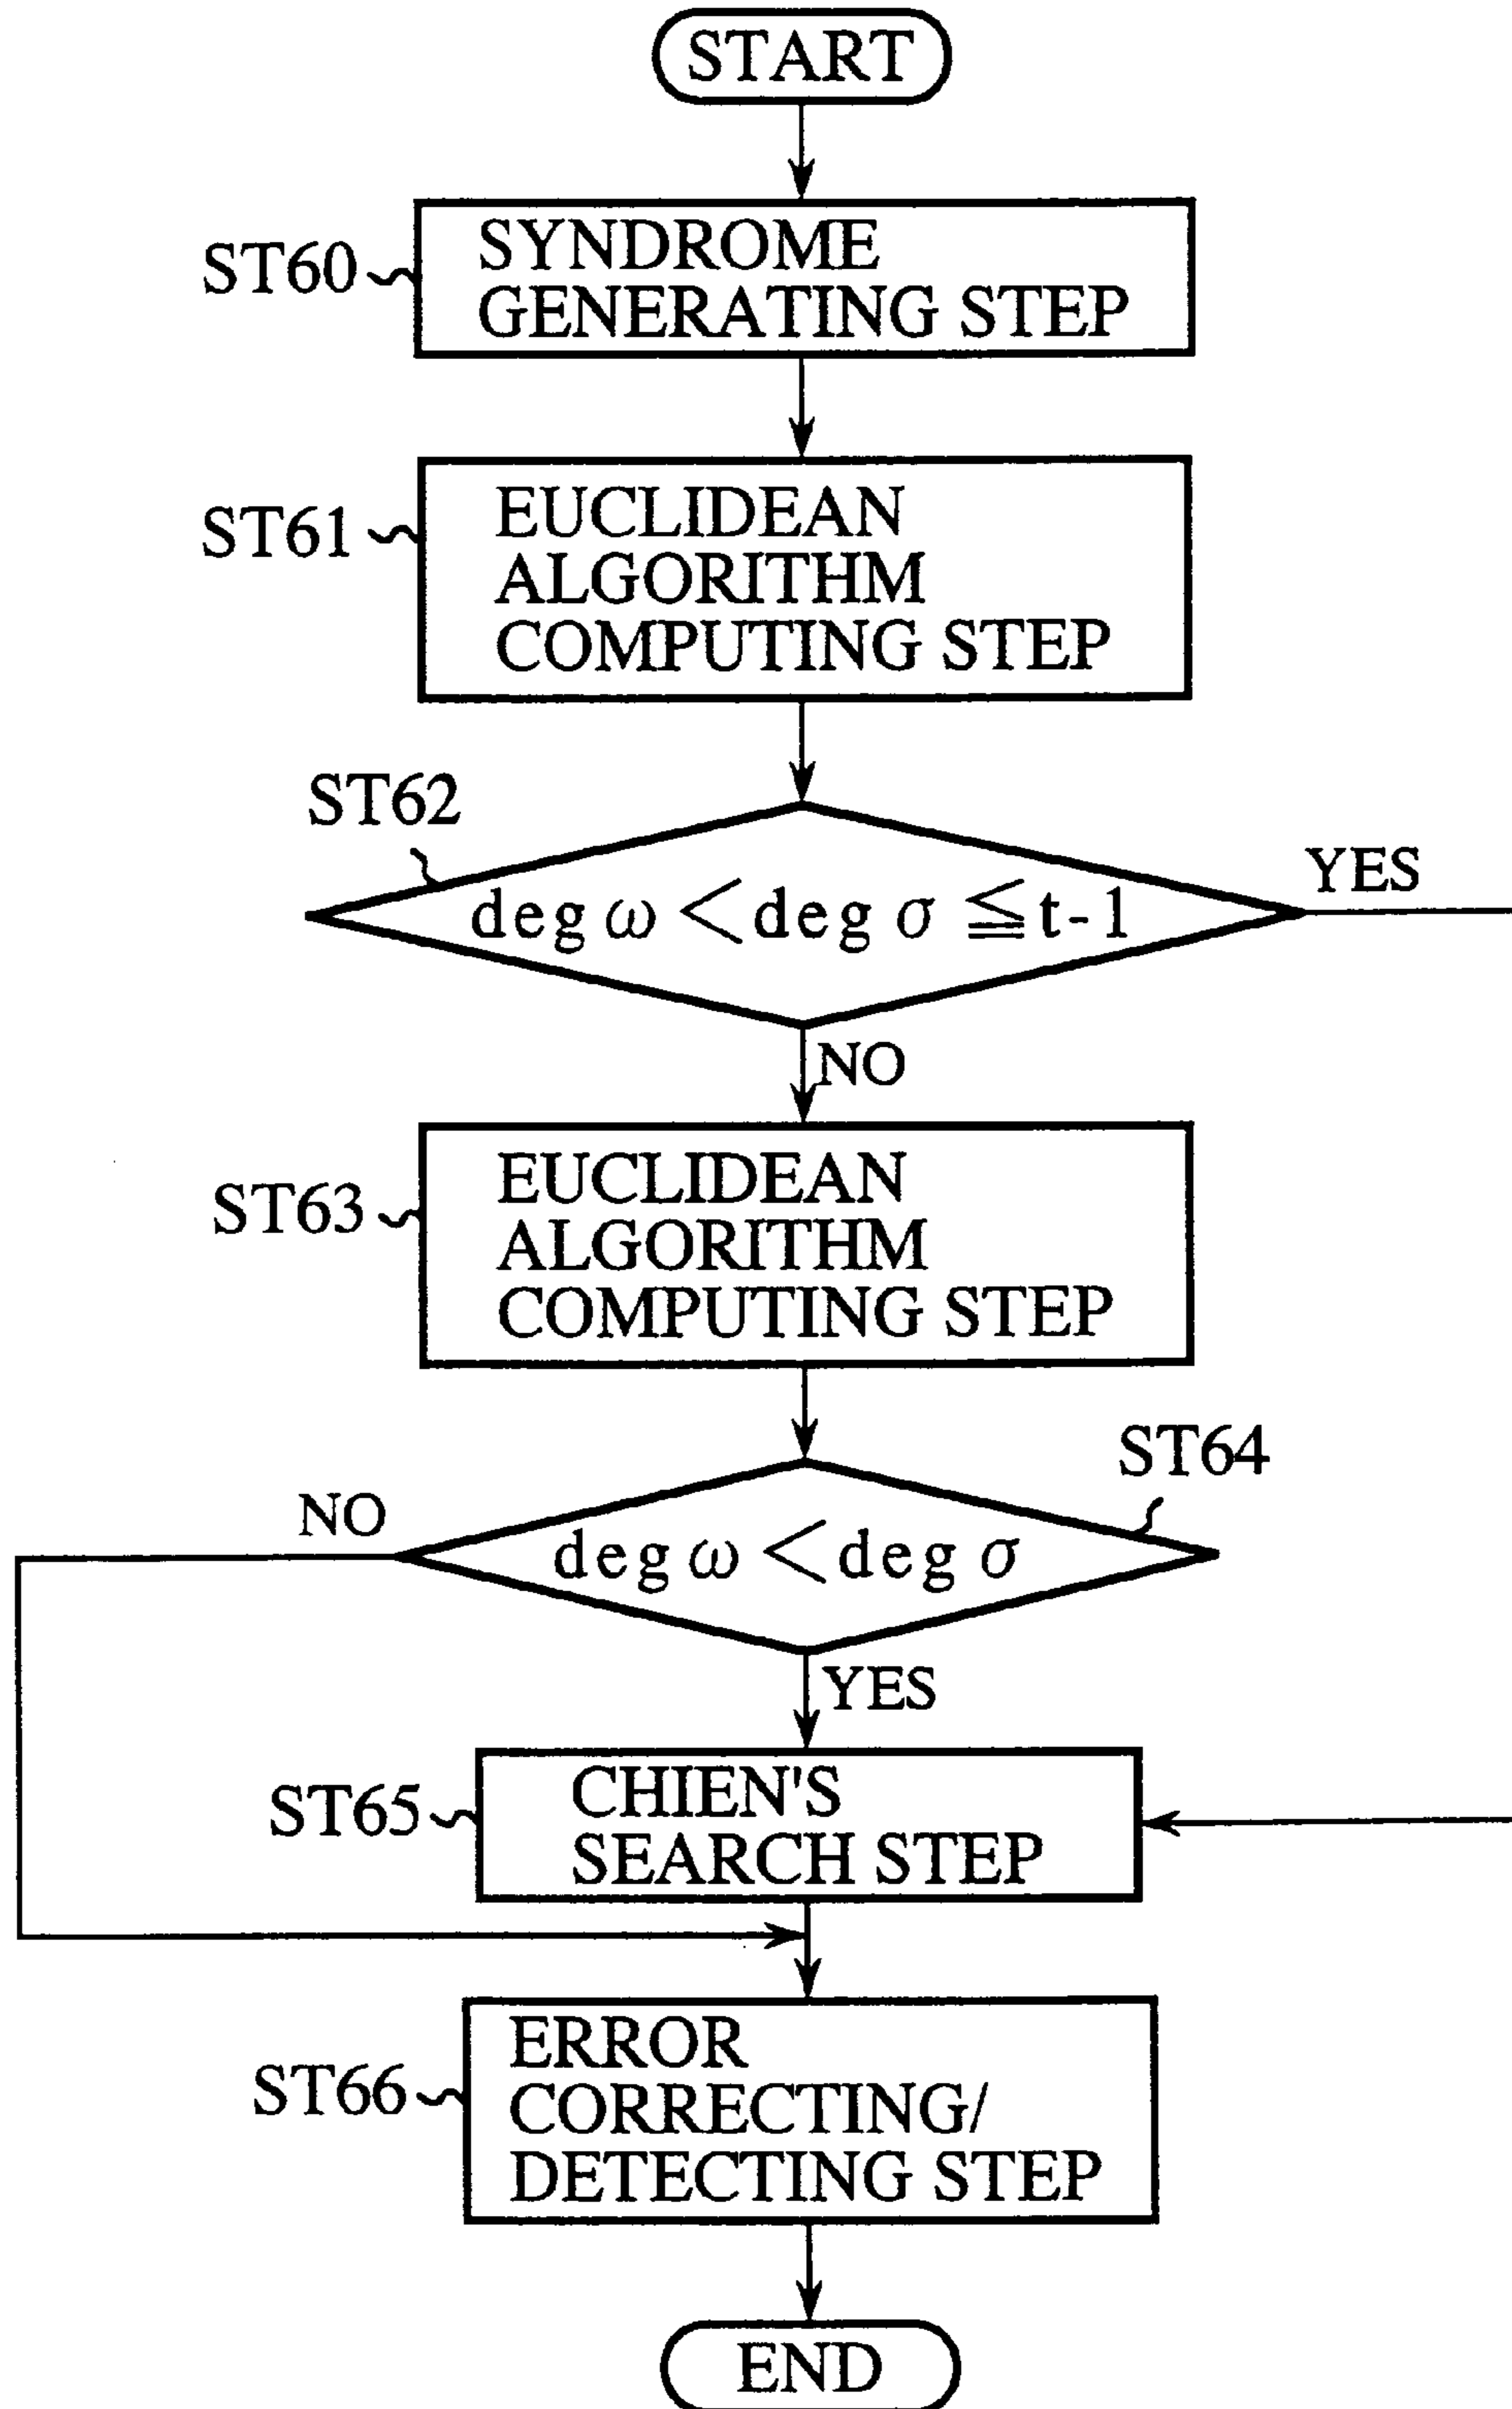 START
ST60
SYNDROME
GENERATING STEP
ST61
EUCLIDEAN
ALGORITHM
COMPUTING STEP
ST62
deg ω < deg σ ≦ t-1
YES
NO
ST63
EUCLIDEAN
ALGORITHM
COMPUTING STEP
ST64
NO
deg ω < deg σ
YES
ST65
CHIEN'S
SEARCH STEP
ST66
ERROR
CORRECTING/
DETECTING STEP
END